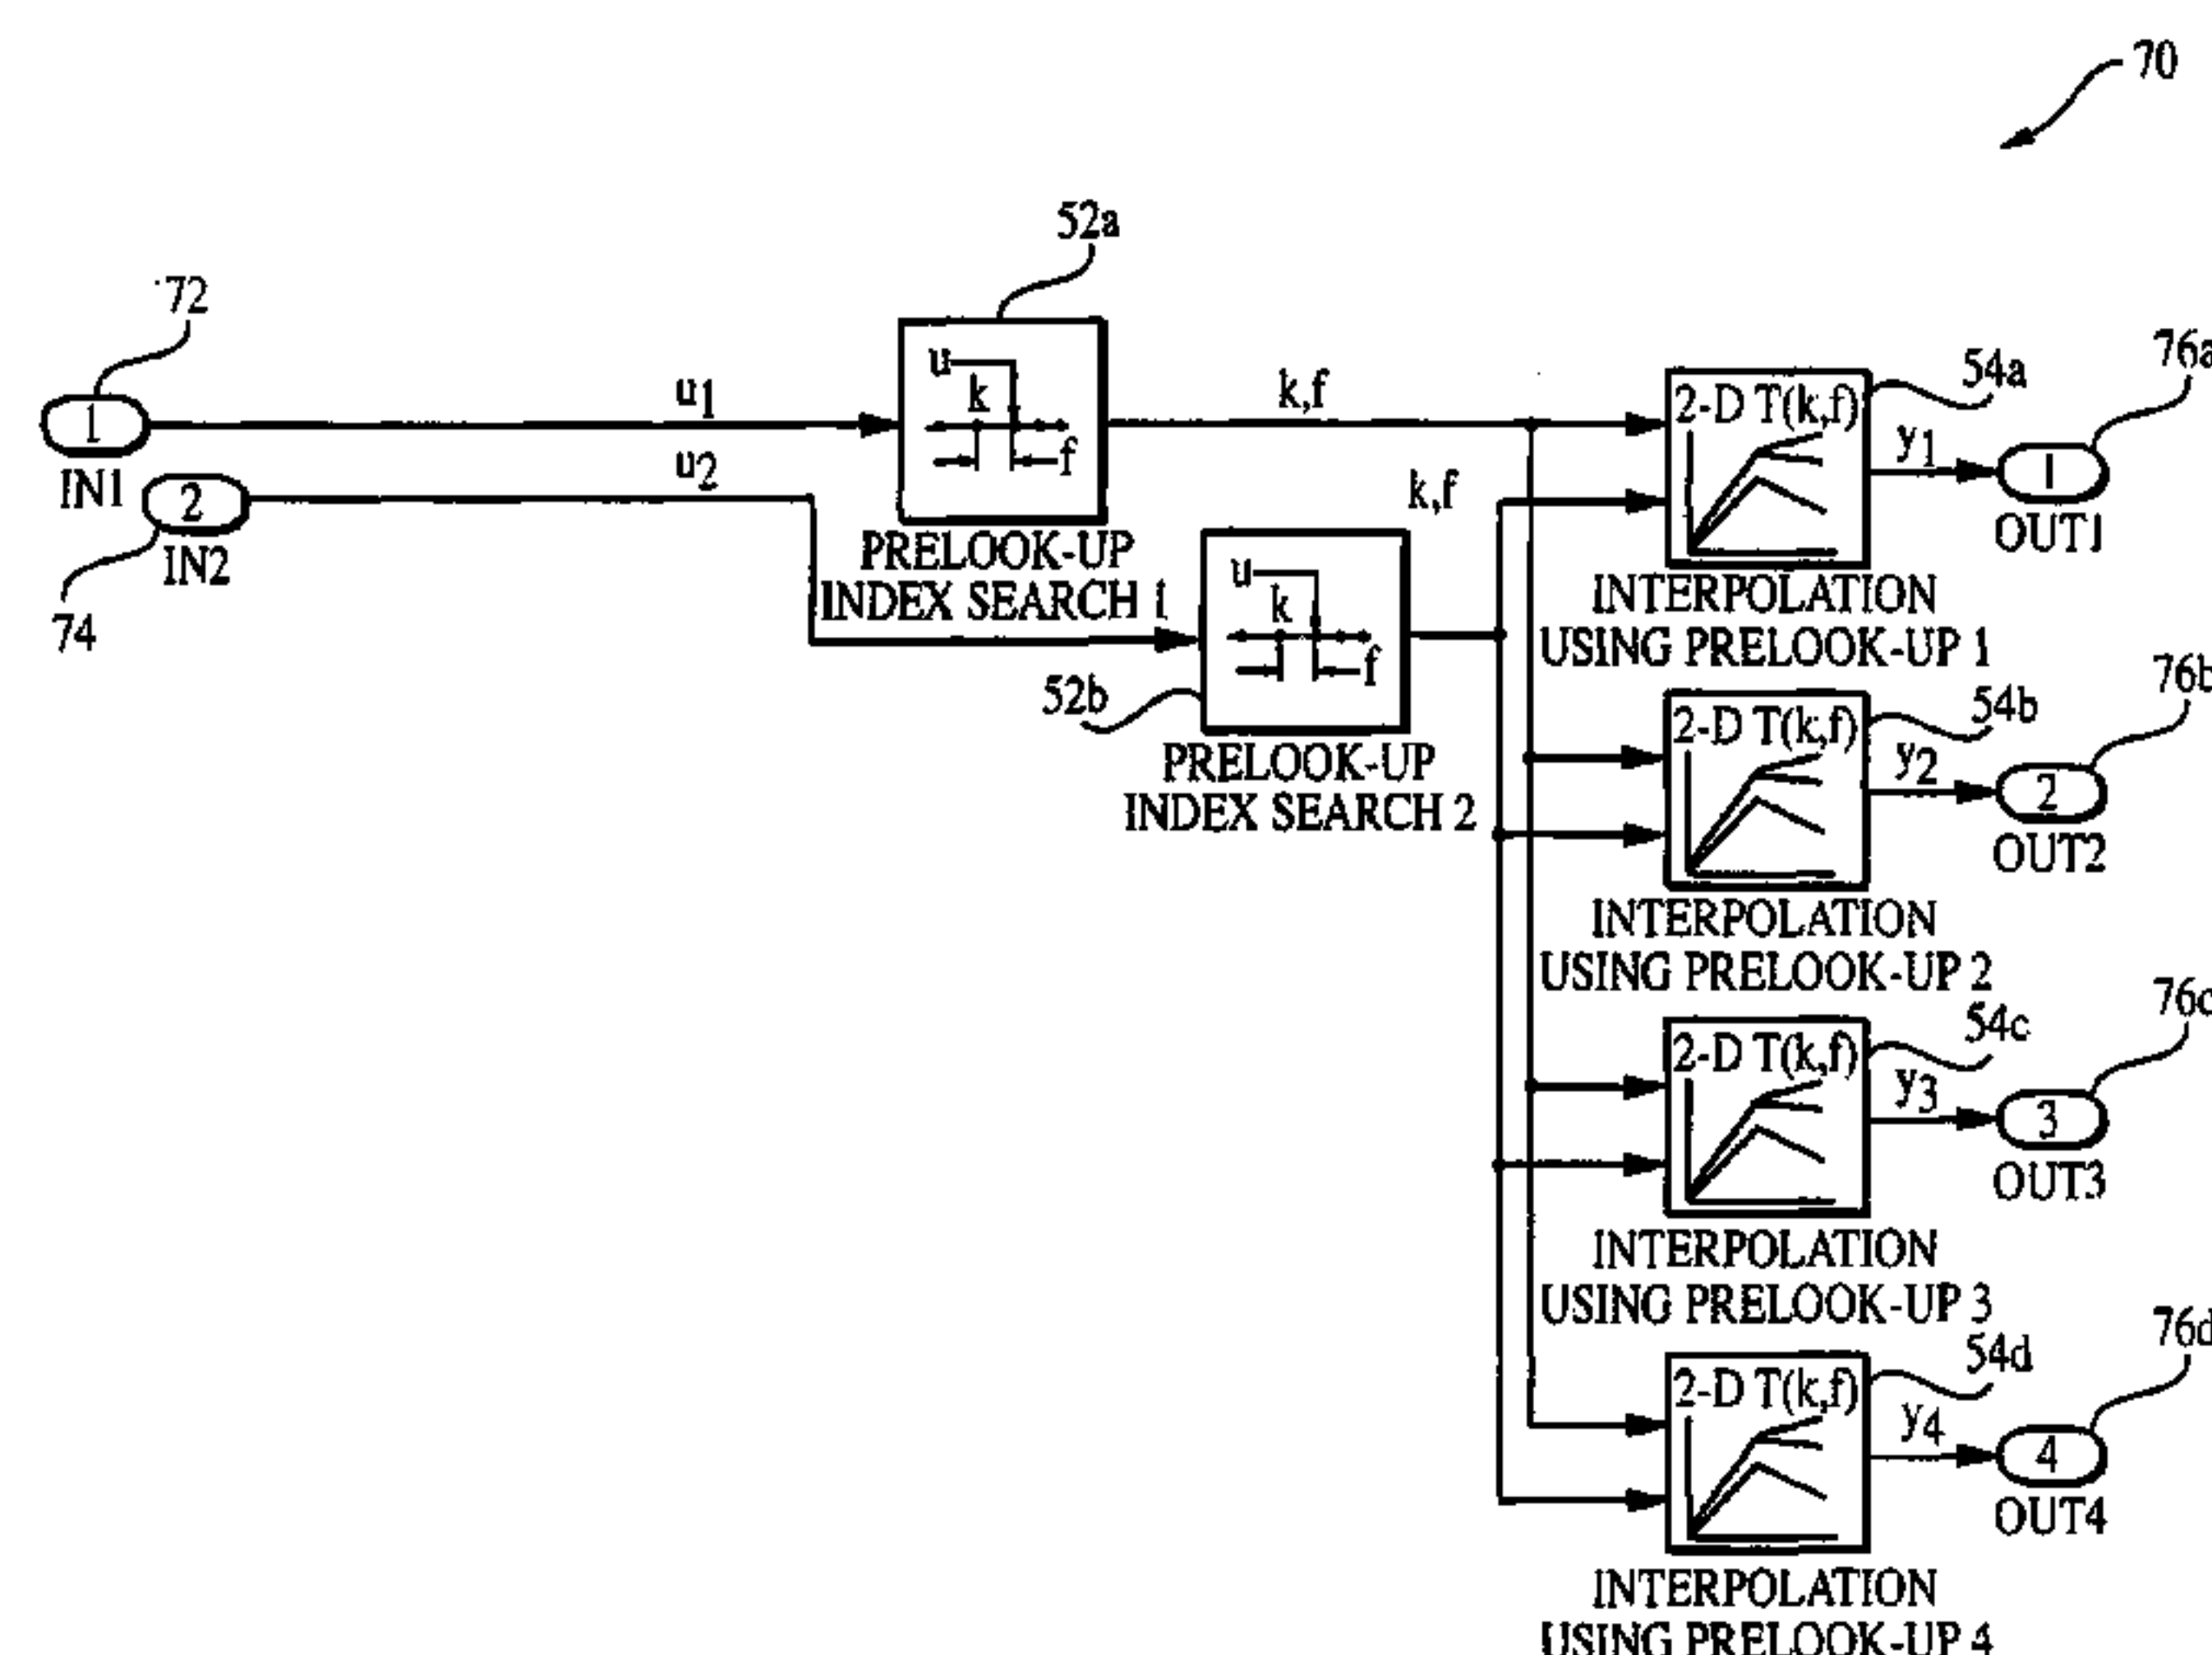 70
52a
72
u
k
f
1
IN1
u1
k,f
2-D T(k,f)
54a
y1
76a
1
OUT1
2
IN2
74
u2
PRELOOK-UP
INDEX SEARCH 1
k,f
INTERPOLATION
USING PRELOOK-UP 1
u
k
f
52b
PRELOOK-UP
INDEX SEARCH 2
2-D T(k,f)
54b
y2
76b
2
OUT2
INTERPOLATION
USING PRELOOK-UP 2
2-D T(k,f)
54c
y3
76c
3
OUT3
INTERPOLATION
USING PRELOOK-UP 3
2-D T(k,f)
54d
y4
76d
4
OUT4
INTERPOLATION
USING PRELOOK-UP 4